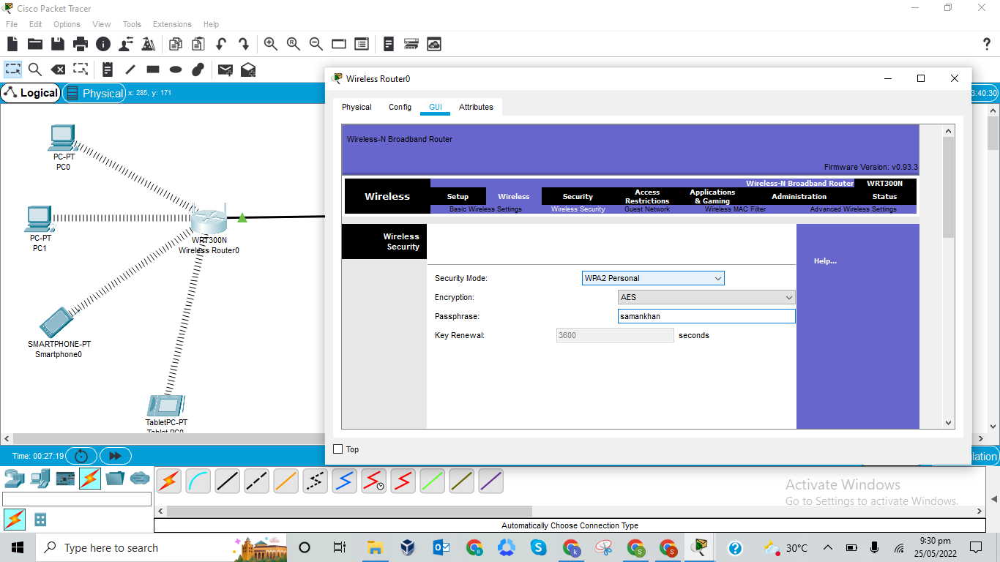 Cisco Packet Tracer
File Edit Options View Tools Extensions Help
Logical
Physical
x: 285, y: 171
3:40:30
PC-PT
PC0
PC-PT
PC1
WRT300N
Wireless Router0
SMARTPHONE-PT
Smartphone0
TabletPC-PT
Tablet PC0
Wireless Router0
Physical Config GUI Attributes
Wireless-N Broadband Router
Firmware Version: v0.93.3
Wireless-N Broadband Router WRT300N
Wireless
Setup Wireless Security Access Restrictions Applications & Gaming Administration Status
Basic Wireless Settings Wireless Security Guest Network Wireless MAC Filter Advanced Wireless Settings
Wireless
Security
Help...
Security Mode: WPA2 Personal
Encryption: AES
Passphrase: samankhan
Key Renewal: 3600 seconds
Top
Time: 00:27:19
lation
Activate Windows
Go to Settings to activate Windows.
Automatically Choose Connection Type
Type here to search
30°C
9:30 pm
25/05/2022